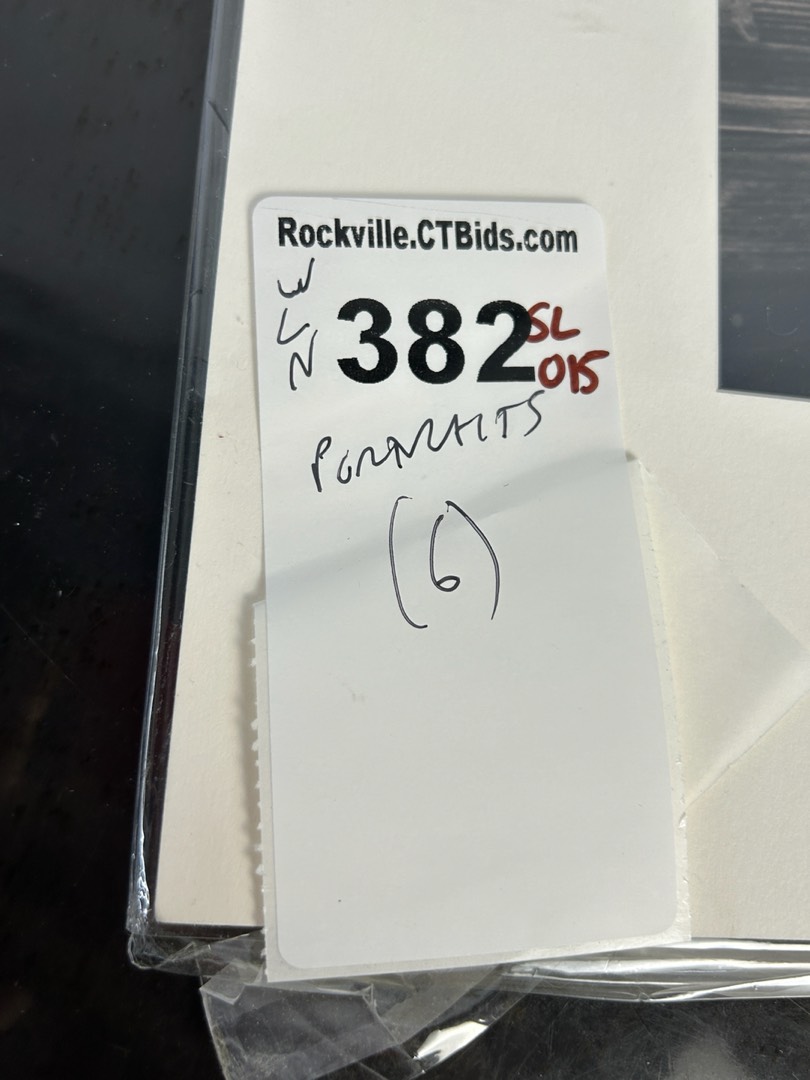 Rockville.CTBids.com
382
SL
015
PORTRAITS
(6)